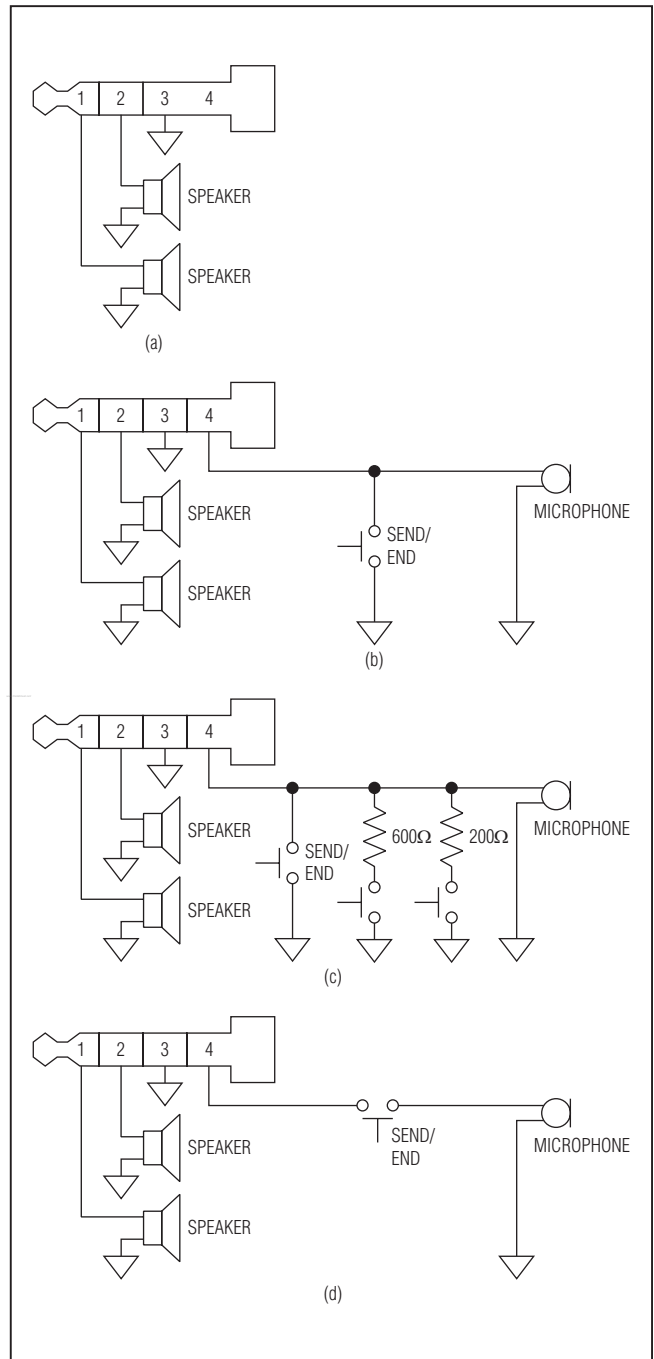 1 2 3 4
SPEAKER
SPEAKER
(a)
1 2 3 4
SPEAKER
SPEAKER
SEND/
END
MICROPHONE
(b)
1 2 3 4
SPEAKER
SPEAKER
SEND/
END
600Ω
200Ω
MICROPHONE
(c)
1 2 3 4
SPEAKER
SPEAKER
SEND/
END
MICROPHONE
(d)